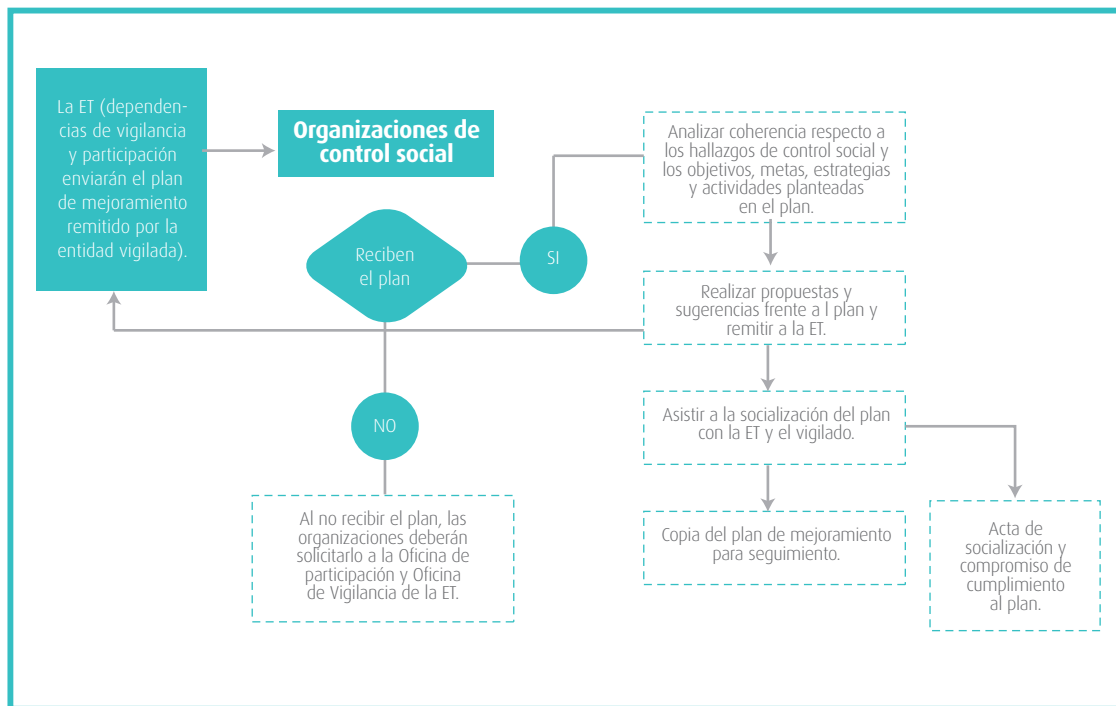 La ET (dependen-
cias de vigilancia
y participación
enviarán el plan
de mejoramiento
remitido por la
entidad vigilada).
Organizaciones de
control social
Reciben
el plan
SI
NO
Al no recibir el plan, las
organizaciones deberán
solicitarlo a la Oficina de
participación y Oficina
de Vigilancia de la ET.
Analizar coherencia respecto a
los hallazgos de control social y
los objetivos, metas, estrategias
y actividades planteadas
en el plan.
Realizar propuestas y
sugerencias frente a l plan y
remitir a la ET.
Asistir a la socialización del plan
con la ET y el vigilado.
Copia del plan de mejoramiento
para seguimiento.
Acta de
socialización y
compromiso de
cumplimiento
al plan.